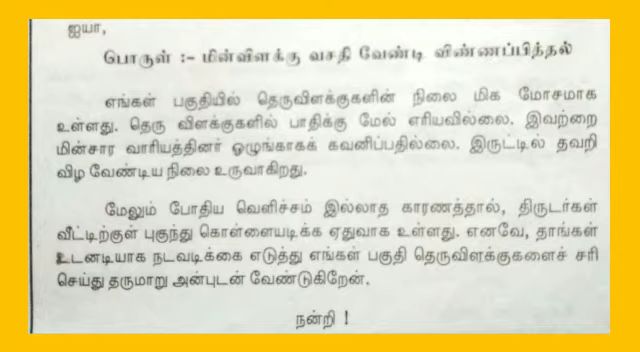 ஐயா,
பொருள் :- மின்விளக்கு வசதி வேண்டி விண்ணப்பித்தல்
எங்கள் பகுதியில் தெருவிளக்குகளின் நிலை மிக மோசமாக
உள்ளது. தெரு விளக்குகளில் பாதிக்கு மேல் எரியவில்லை. இவற்றை
மின்சார வாரியத்தினர் ஒழுங்காகக் கவனிப்பதில்லை. இருட்டில் தவறி
விழ வேண்டிய நிலை உருவாகிறது.
மேலும் போதிய வெளிச்சம் இல்லாத காரணத்தால், திருடர்கள்
வீட்டிற்குள் புகுந்து கொள்ளையடிக்க ஏதுவாக உள்ளது. எனவே, தாங்கள்
உடனடியாக நடவடிக்கை எடுத்து எங்கள் பகுதி தெருவிளக்குகளைச் சரி
செய்து தருமாறு அன்புடன் வேண்டுகிறேன்.
நன்றி !